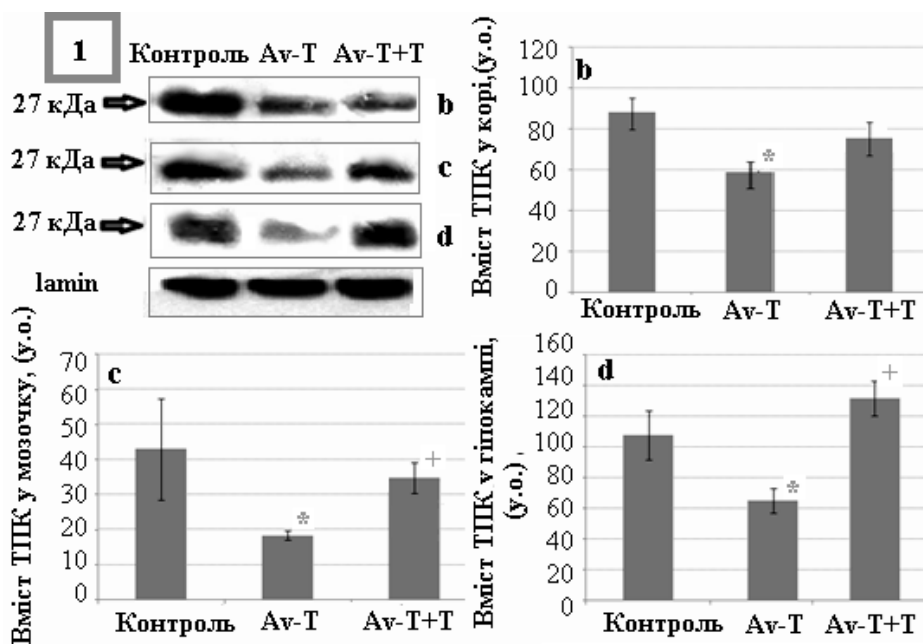 1
Контроль Av-T Av-T+T
27 кДа b
27 кДа c
27 кДа d
lamin
Вміст ТПК у корі,(у.о.)
b
120
100
80
60
40
20
0
*
Контроль Av-T Av-T+T
Вміст ТПК у мозочку, (у.о.)
c
70
60
50
40
30
20
10
0
*
+
Контроль Av-T Av-T+T
Вміст ТПК у гіпокампі,
(у.о.)
d
160
140
120
100
80
60
40
20
0
*
+
Контроль Av-T Av-T+T